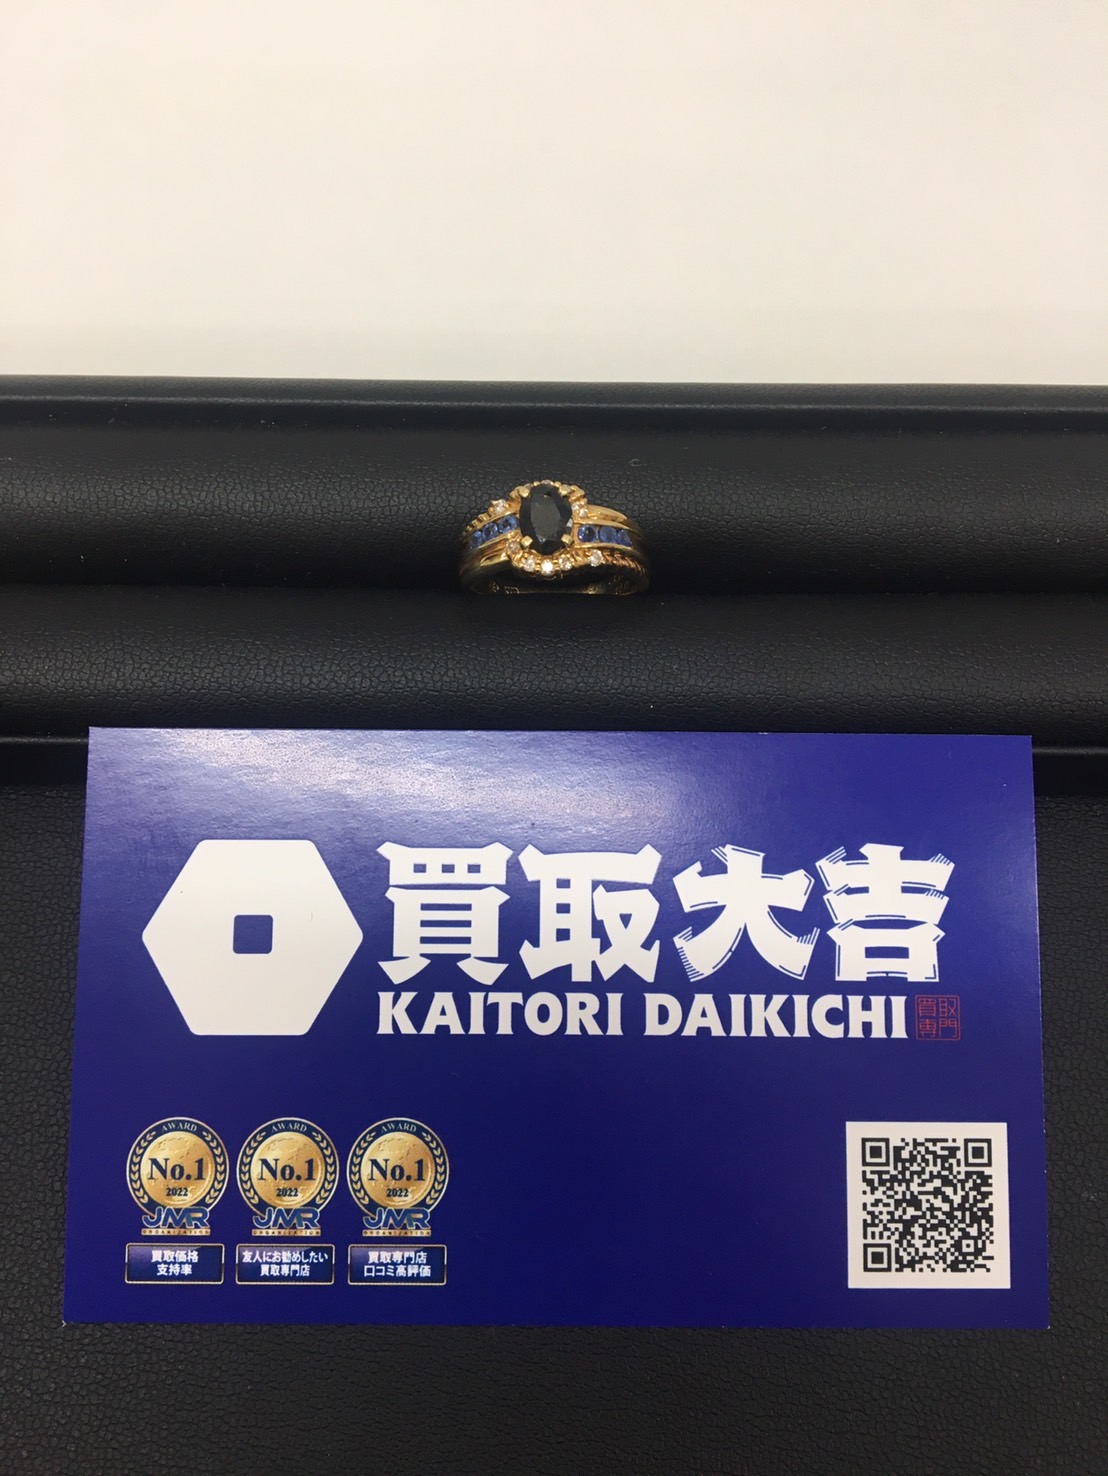 買取大吉
KAITORI DAIKICHI
買取
専門
AWARD
No.1
2022
JMR
ORGANIZATION
買取価格
支持率
AWARD
No.1
2022
JMR
ORGANIZATION
友人にお勧めしたい
買取専門店
AWARD
No.1
2022
JMR
ORGANIZATION
買取専門店
口コミ高評価